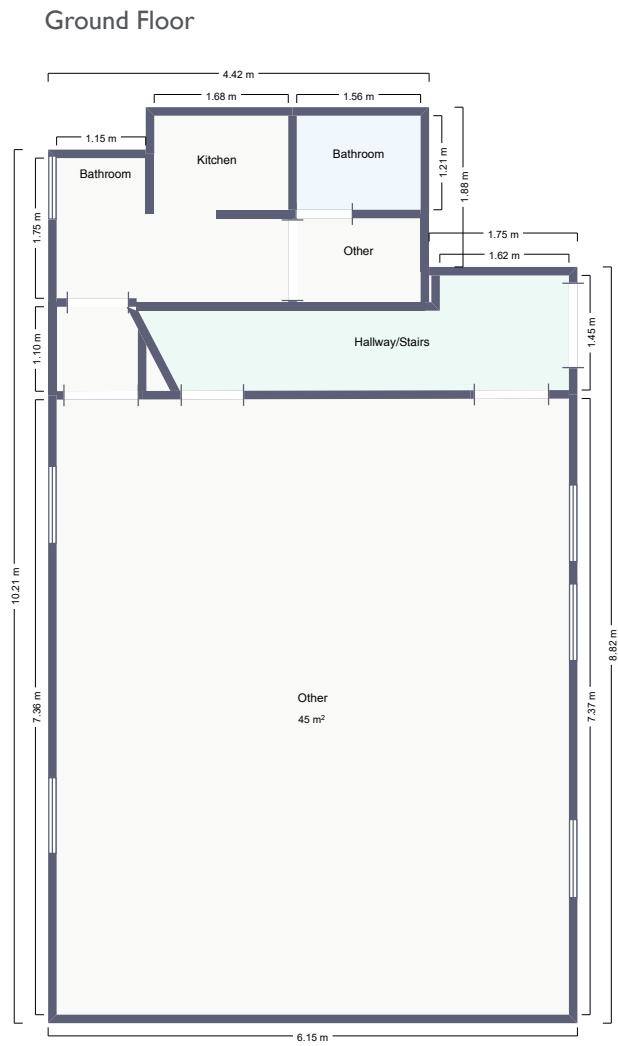 Ground Floor
4.42 m
1.68 m
1.56 m
1.15 m
Kitchen
Bathroom
Bathroom
1.21 m
1.88 m
1.75 m
Other
1.75 m
1.62 m
1.10 m
Hallway/Stairs
1.45 m
10.21 m
7.36 m
Other
45 m²
7.37 m
8.82 m
6.15 m